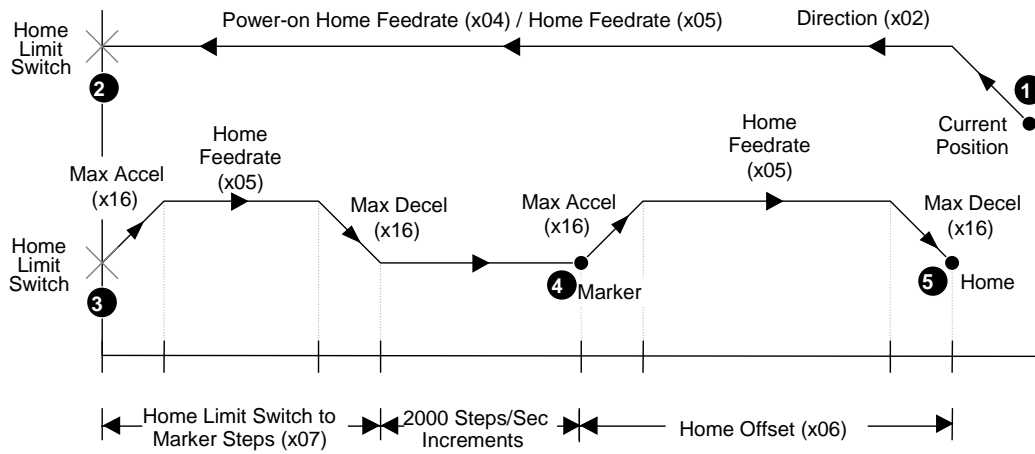 Power-on Home Feedrate (x04) / Home Feedrate (x05)
Direction (x02)
Home
Limit
Switch
2
1
Current
Position
Home
Feedrate
(x05)
Max Accel
(x16)
Max Decel
(x16)
Max Accel
(x16)
Home
Feedrate
(x05)
Max Decel
(x16)
Home
Limit
Switch
3
4
Marker
5
Home
Home Limit Switch to
Marker Steps (x07)
2000 Steps/Sec
Increments
Home Offset (x06)